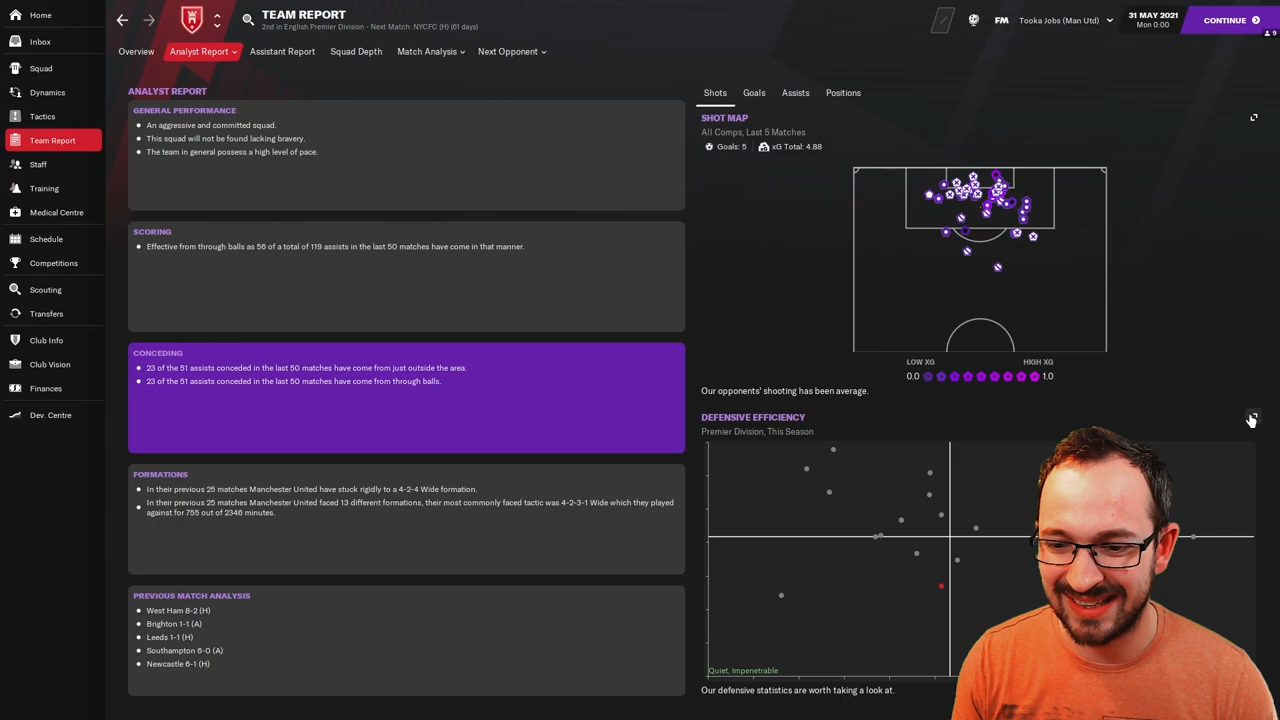 TEAM REPORT
2nd in English Premier Division - Next Match: NYCFC (H) (61 days)
FM
Tooka Jobs (Man Utd)
31 MAY 2021
Mon 0:00
CONTINUE
9
Home
Inbox
Squad
Dynamics
Tactics
Team Report
Staff
Training
Medical Centre
Schedule
Competitions
Scouting
Transfers
Club Info
Club Vision
Finances
Dev. Centre
Overview
Analyst Report
Assistant Report
Squad Depth
Match Analysis
Next Opponent
ANALYST REPORT
GENERAL PERFORMANCE
An aggressive and committed squad.
This squad will not be found lacking bravery.
The team in general possess a high level of pace.
SCORING
Effective from through balls as 56 of a total of 119 assists in the last 50 matches have come in that manner.
CONCEDING
23 of the 51 assists conceded in the last 50 matches have come from just outside the area.
23 of the 51 assists conceded in the last 50 matches have come from through balls.
FORMATIONS
In their previous 25 matches Manchester United have stuck rigidly to a 4-2-4 Wide formation.
In their previous 25 matches Manchester United faced 13 different formations, their most commonly faced tactic was 4-2-3-1 Wide which they played
against for 755 out of 2346 minutes.
PREVIOUS MATCH ANALYSIS
West Ham 8-2 (H)
Brighton 1-1 (A)
Leeds 1-1 (H)
Southampton 6-0 (A)
Newcastle 6-1 (H)
Shots
Goals
Assists
Positions
SHOT MAP
All Comps, Last 5 Matches
Goals: 5
xG Total: 4.88
LOW XG
HIGH XG
0.0
1.0
Our opponents' shooting has been average.
DEFENSIVE EFFICIENCY
Premier Division, This Season
Quiet, Impenetrable
Our defensive statistics are worth taking a look at.